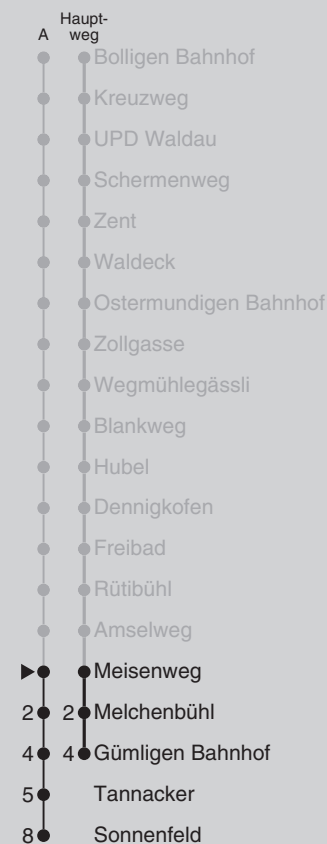 A Haupt-
weg
Bolligen Bahnhof
Kreuzweg
UPD Waldau
Schermenweg
Zent
Waldeck
Ostermundigen Bahnhof
Zollgasse
Wegmühlegässli
Blankweg
Hubel
Dennigkofen
Freibad
Rütibühl
Amselweg
Meisenweg
2 2 Melchenbühl
4 4 Gümligen Bahnhof
5 Tannacker
8 Sonnenfeld